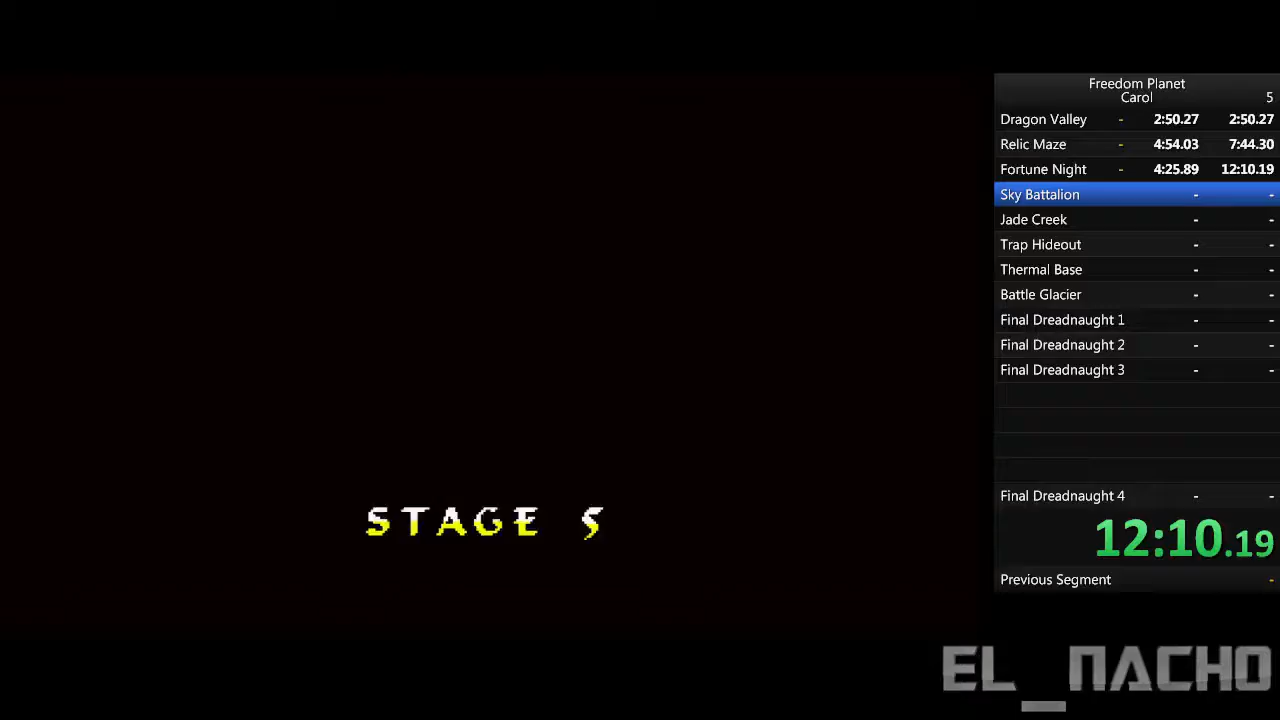 STAGE 5
Freedom Planet
Carol 5
Dragon Valley - 2:50.27 2:50.27
Relic Maze - 4:54.03 7:44.30
Fortune Night - 4:25.89 12:10.19
Sky Battalion - -
Jade Creek - -
Trap Hideout - -
Thermal Base - -
Battle Glacier - -
Final Dreadnaught 1 - -
Final Dreadnaught 2 - -
Final Dreadnaught 3 - -
Final Dreadnaught 4 - -
12:10.19
Previous Segment -
EL_NACHO